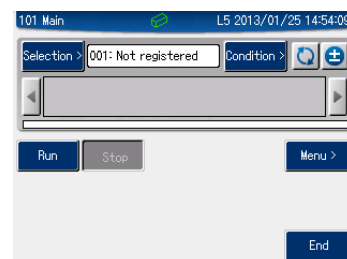 101 Main L5 2013/01/25 14:54:09
Selection > 001: Not registered Condition >
Run Stop Menu >
End